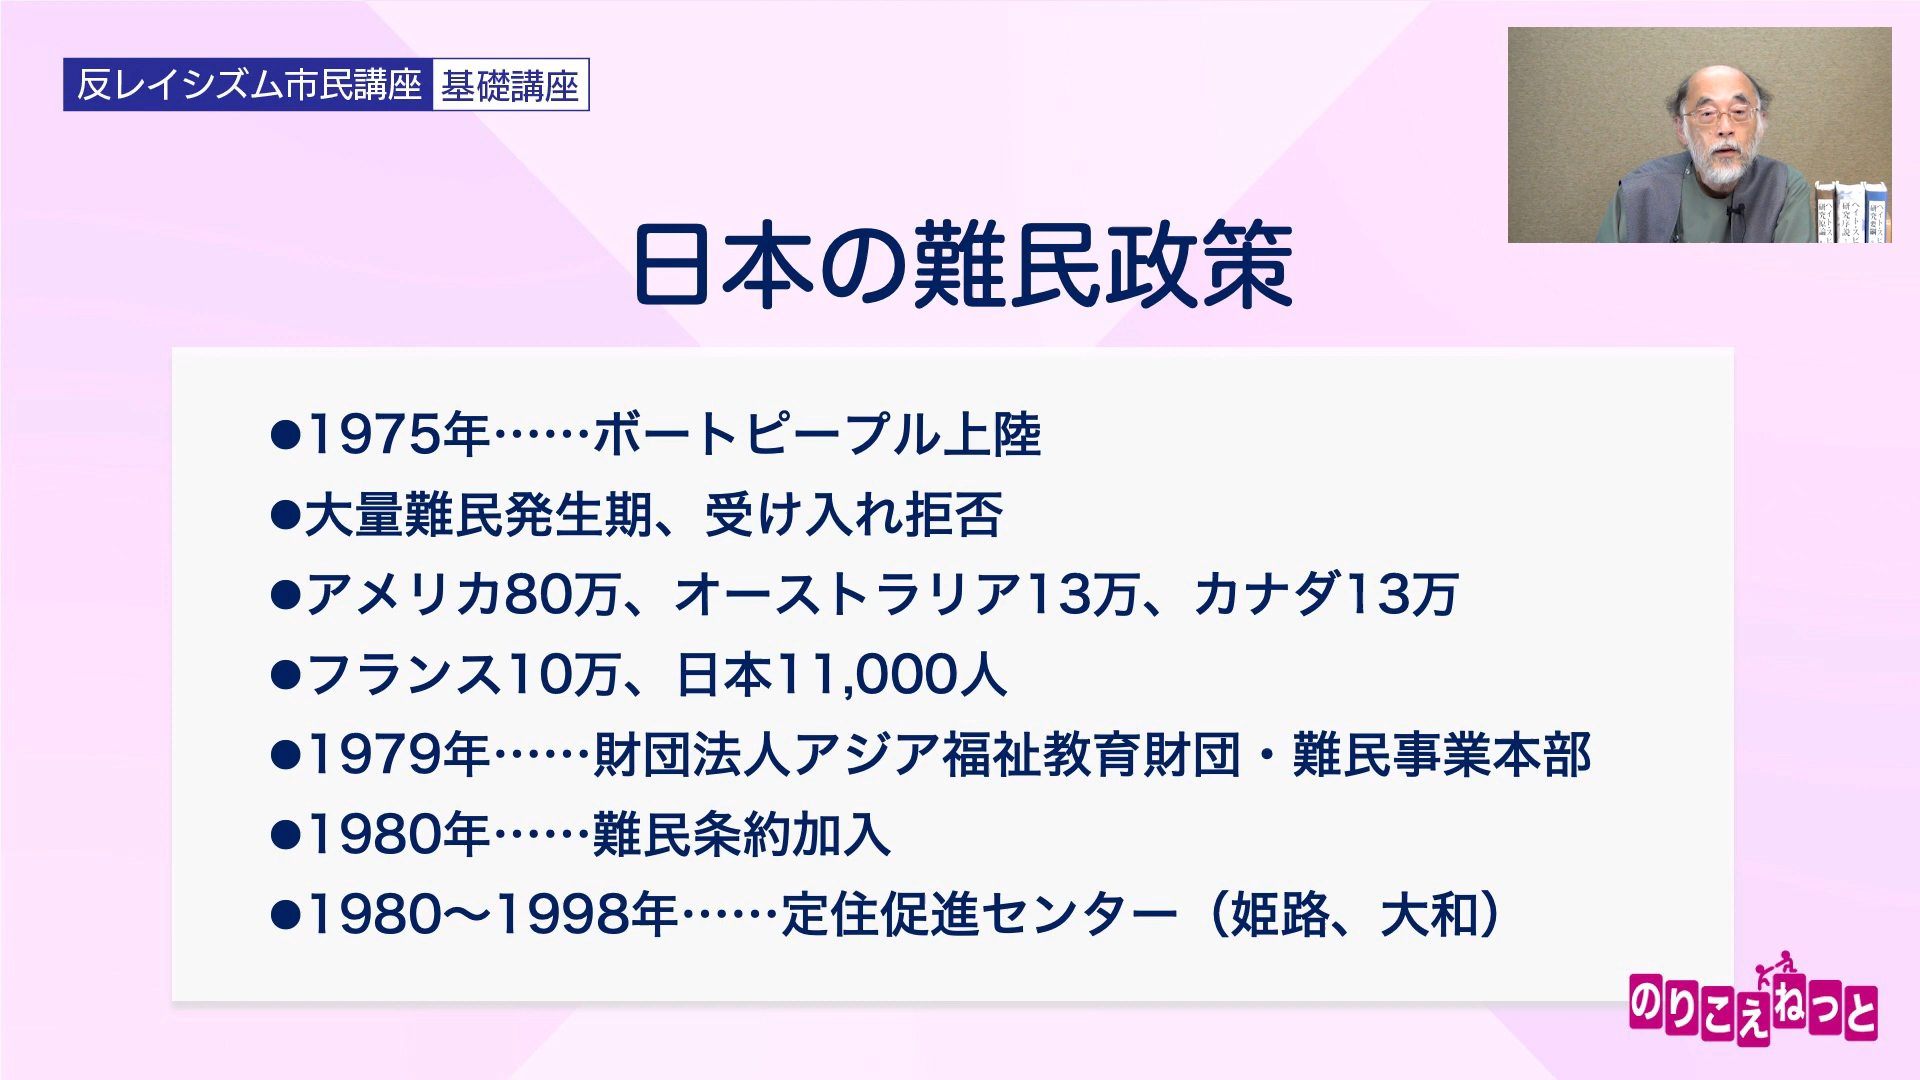 反レイシズム市民講座 基礎講座
日本の難民政策
●1975年……ボートピープル上陸
●大量難民発生期、受け入れ拒否
●アメリカ80万、オーストラリア13万、カナダ13万
●フランス10万、日本11,000人
●1979年……財団法人アジア福祉教育財団・難民事業本部
●1980年……難民条約加入
●1980〜1998年……定住促進センター（姫路、大和）
のりこえねっと